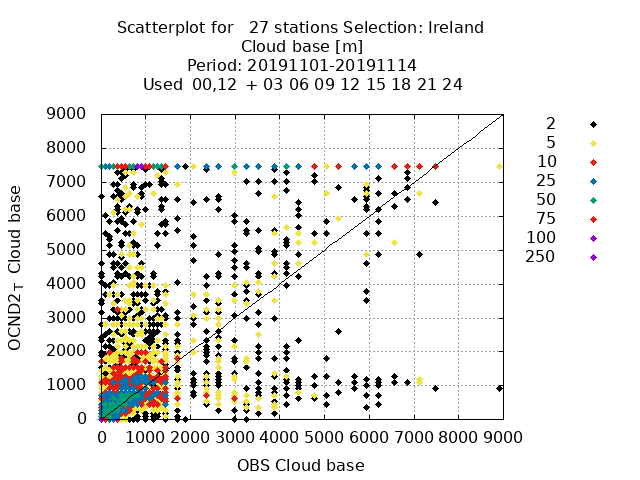 Scatterplot for   27 stations Selection: Ireland
Cloud base [m]
Period: 20191101-20191114
Used  00,12  + 03 06 09 12 15 18 21 24
9000
8000
7000
6000
5000
4000
3000
2000
1000
0
0 1000 2000 3000 4000 5000 6000 7000 8000 9000
OBS Cloud base
OCND2T  Cloud base
2
5
10
25
50
75
100
250